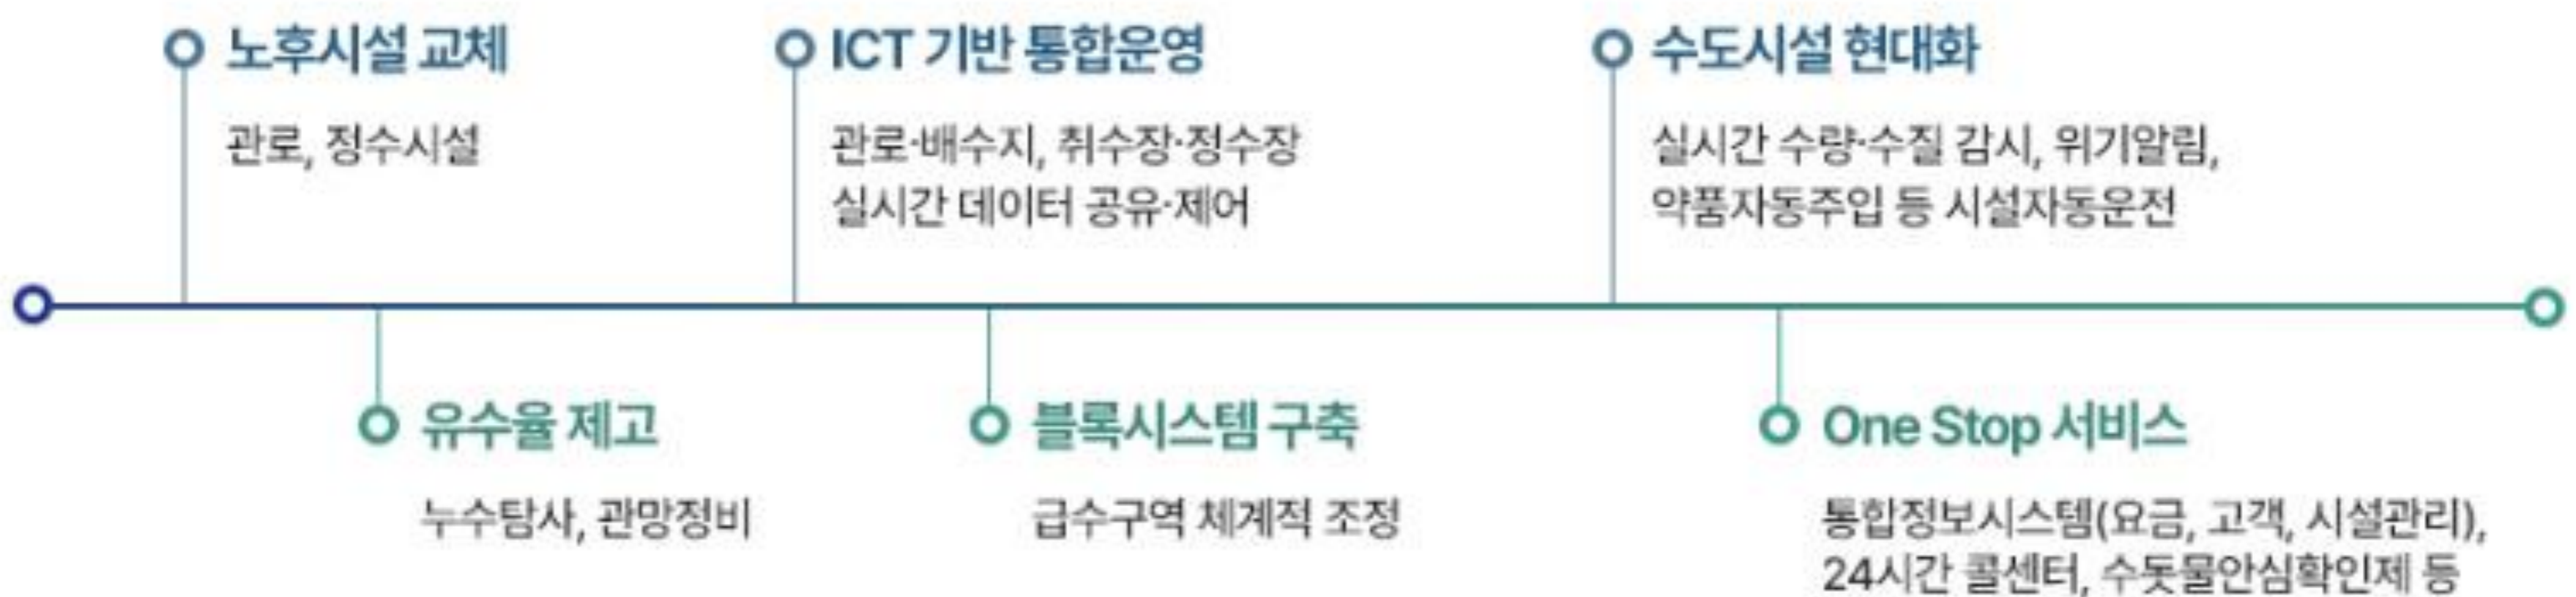 노후시설 교체
관로, 정수시설
ICT 기반 통합운영
관로·배수지, 취수장·정수장
실시간 데이터 공유·제어
수도시설 현대화
실시간 수량·수질 감시, 위기알림,
약품자동주입 등 시설자동운전
유수율 제고
누수탐사, 관망정비
블록시스템 구축
급수구역 체계적 조정
One Stop 서비스
통합정보시스템(요금, 고객, 시설관리),
24시간 콜센터, 수돗물안심확인제 등